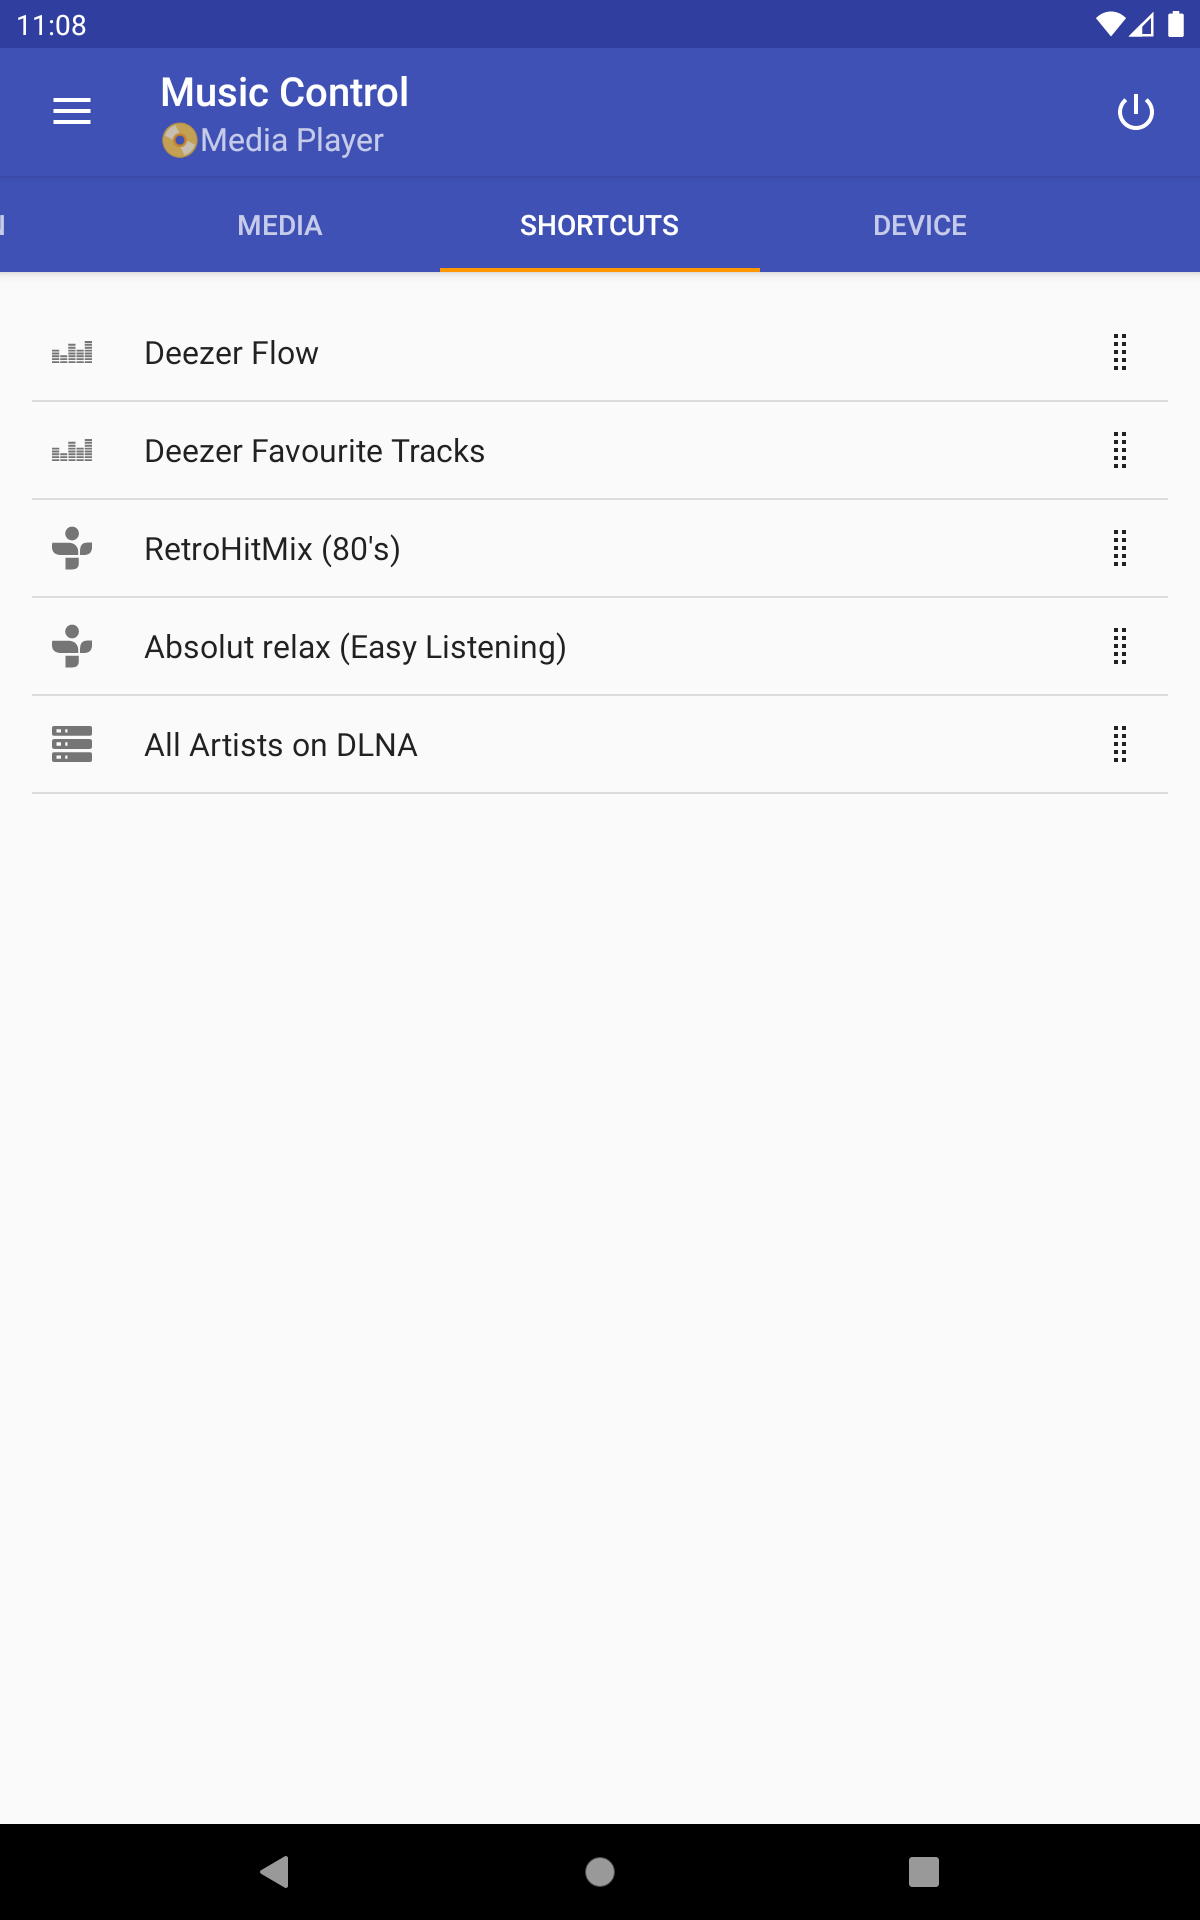 11:08
Music Control
Media Player
MEDIA
SHORTCUTS
DEVICE
Deezer Flow
Deezer Favourite Tracks
RetroHitMix (80's)
Absolut relax (Easy Listening)
All Artists on DLNA